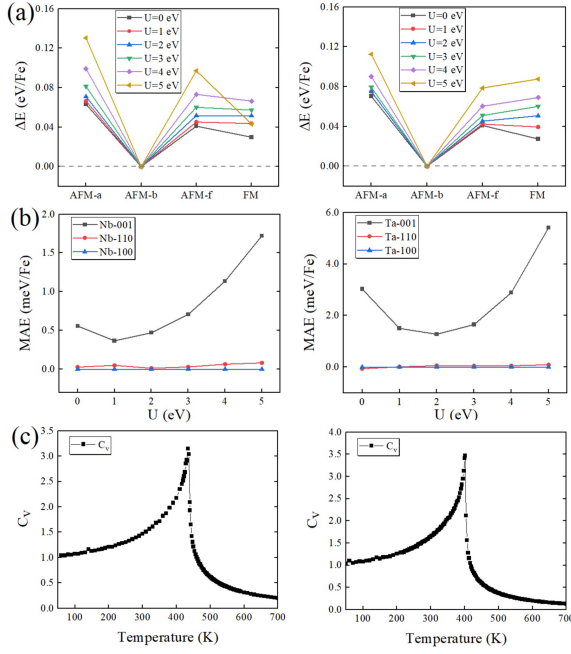 (a)
ΔE (eV/Fe)
0.16
0.12
0.08
0.04
0.00
U=0 eV
U=1 eV
U=2 eV
U=3 eV
U=4 eV
U=5 eV
AFM-a AFM-b AFM-f FM
ΔE (eV/Fe)
0.16
0.12
0.08
0.04
0.00
U=0 eV
U=1 eV
U=2 eV
U=3 eV
U=4 eV
U=5 eV
AFM-a AFM-b AFM-f FM
(b)
MAE (meV/Fe)
2.0
1.5
1.0
0.5
0.0
Nb-001
Nb-110
Nb-100
0 1 2 3 4 5
U (eV)
MAE (meV/Fe)
6.0
4.0
2.0
0.0
Ta-001
Ta-110
Ta-100
0 1 2 3 4 5
U (eV)
(c)
C_V
3.5
3.0
2.5
2.0
1.5
1.0
0.5
0.0
C_V
100 200 300 400 500 600 700
Temperature (K)
C_V
4.0
3.5
3.0
2.5
2.0
1.5
1.0
0.5
0.0
C_V
100 200 300 400 500 600 700
Temperature (K)